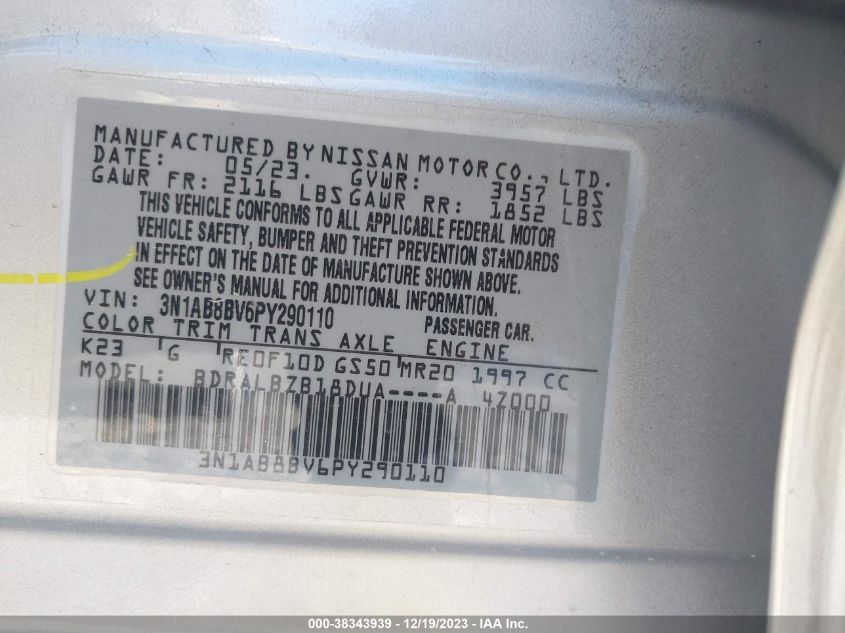 MANUFACTURED BY NISSAN MOTOR CO., LTD.
DATE: 05/23. GVWR: 3957 LBS
GAWR FR: 2116 LBS GAWR RR: 1852 LBS
THIS VEHICLE CONFORMS TO ALL APPLICABLE FEDERAL MOTOR
VEHICLE SAFETY, BUMPER AND THEFT PREVENTION STANDARDS
IN EFFECT ON THE DATE OF MANUFACTURE SHOWN ABOVE.
SEE OWNER'S MANUAL FOR ADDITIONAL INFORMATION.
VIN: 3N1AB8BV6PY290110 PASSENGER CAR.
COLOR TRIM TRANS AXLE ENGINE
K23 G RE0F10D GS50 MR20 1997 CC
MODEL: BDRALBZB18DUA----A 4Z000
3N1AB8BV6PY290110
000-38343939 - 12/19/2023 - IAA Inc.